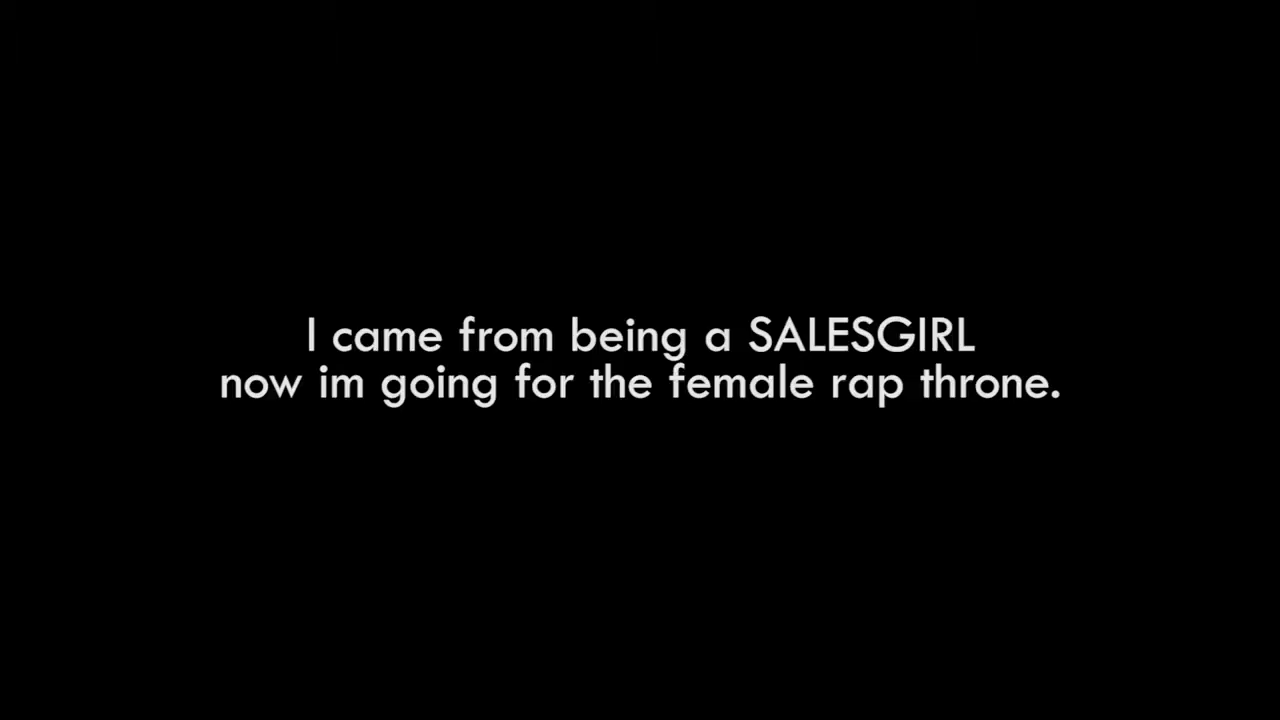 I came from being a SALESGIRL
now im going for the female rap throne.